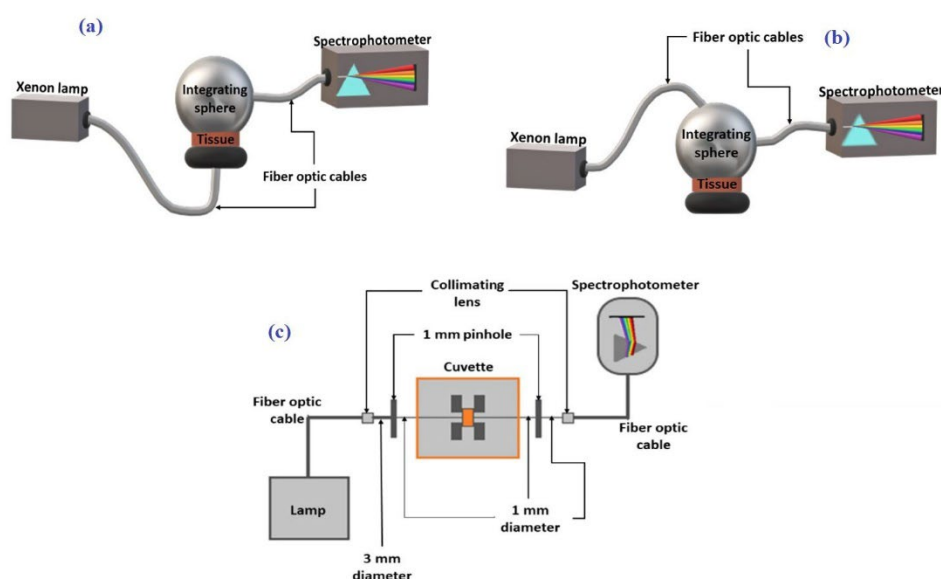 (a)
Spectrophotometer
Xenon lamp
Integrating
sphere
Tissue
Fiber optic cables
Fiber optic cables
(b)
Spectrophotometer
Xenon lamp
Integrating
sphere
Tissue
(c)
Collimating
lens
Spectrophotometer
1 mm pinhole
Cuvette
Fiber optic
cable
Fiber optic
cable
Lamp
1 mm
diameter
3 mm
diameter